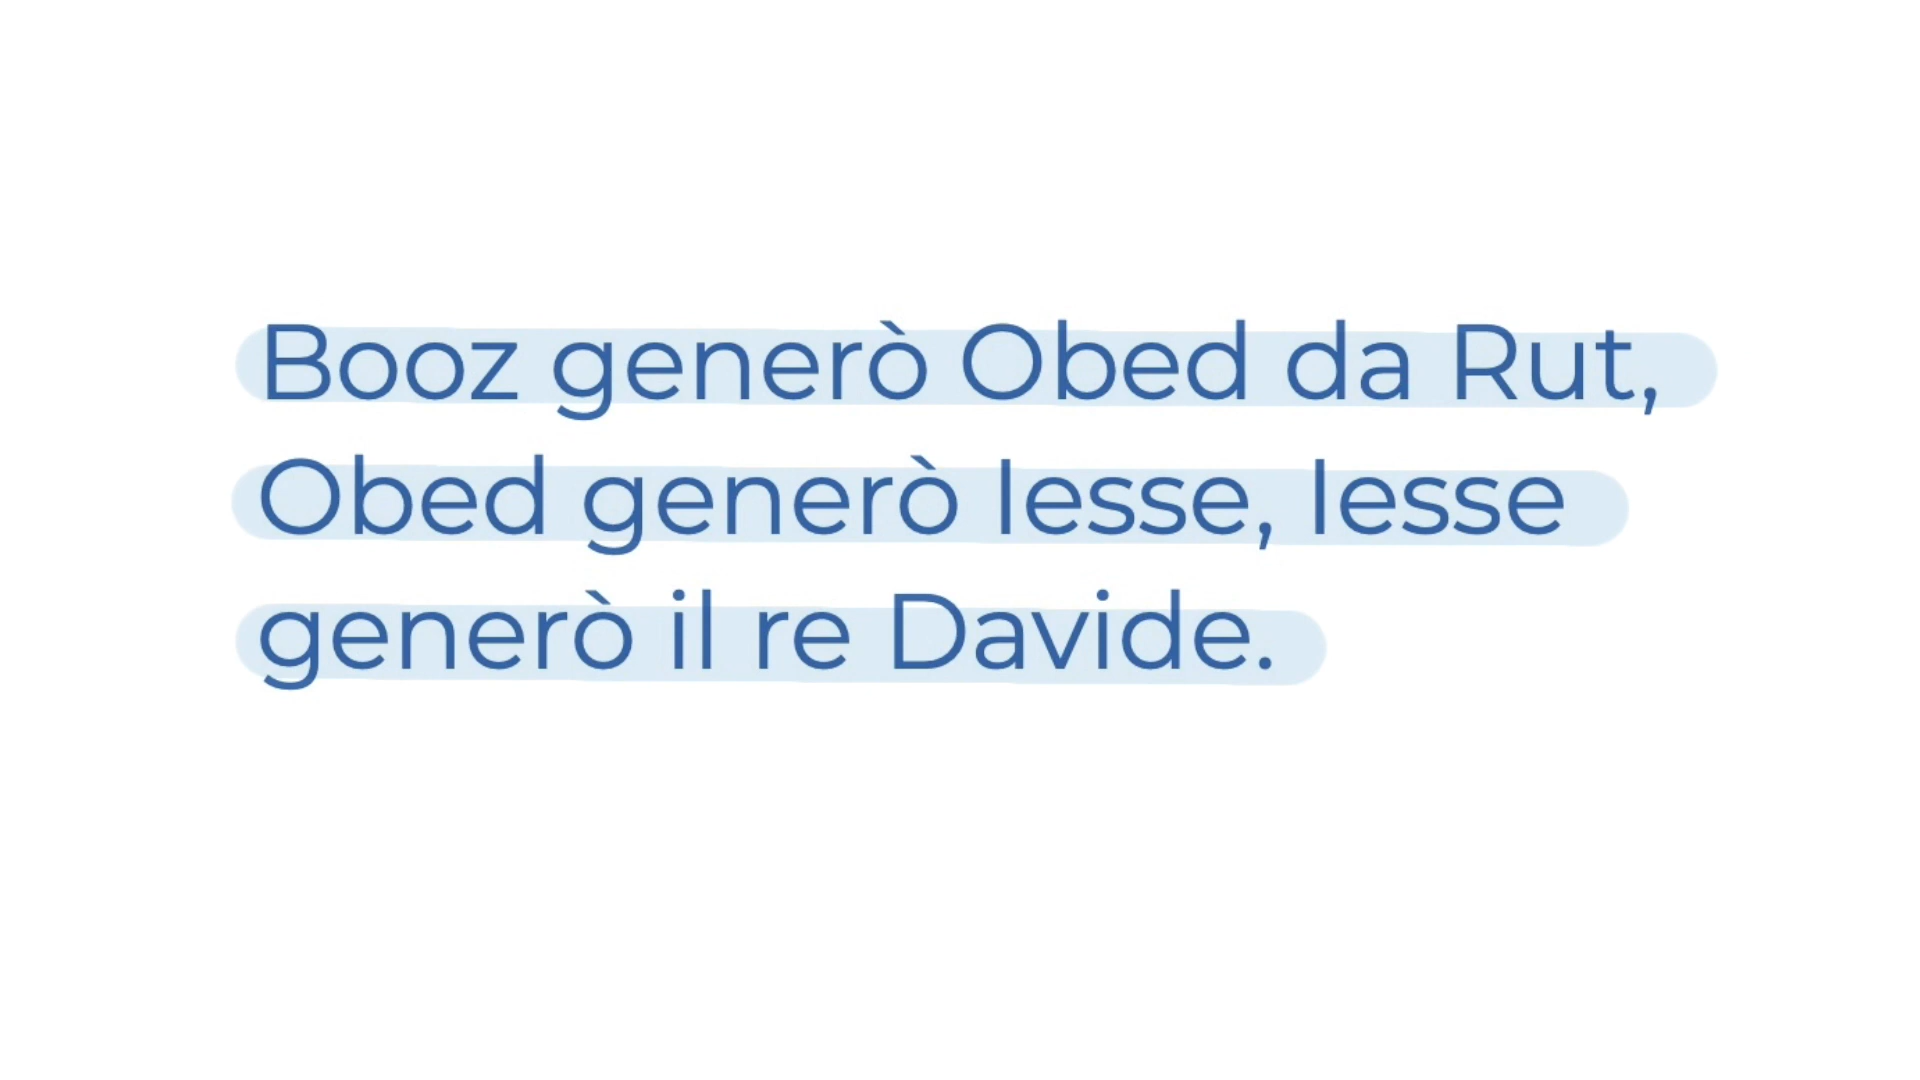 Booz generò Obed da Rut,
Obed generò Iesse, Iesse
generò il re Davide.